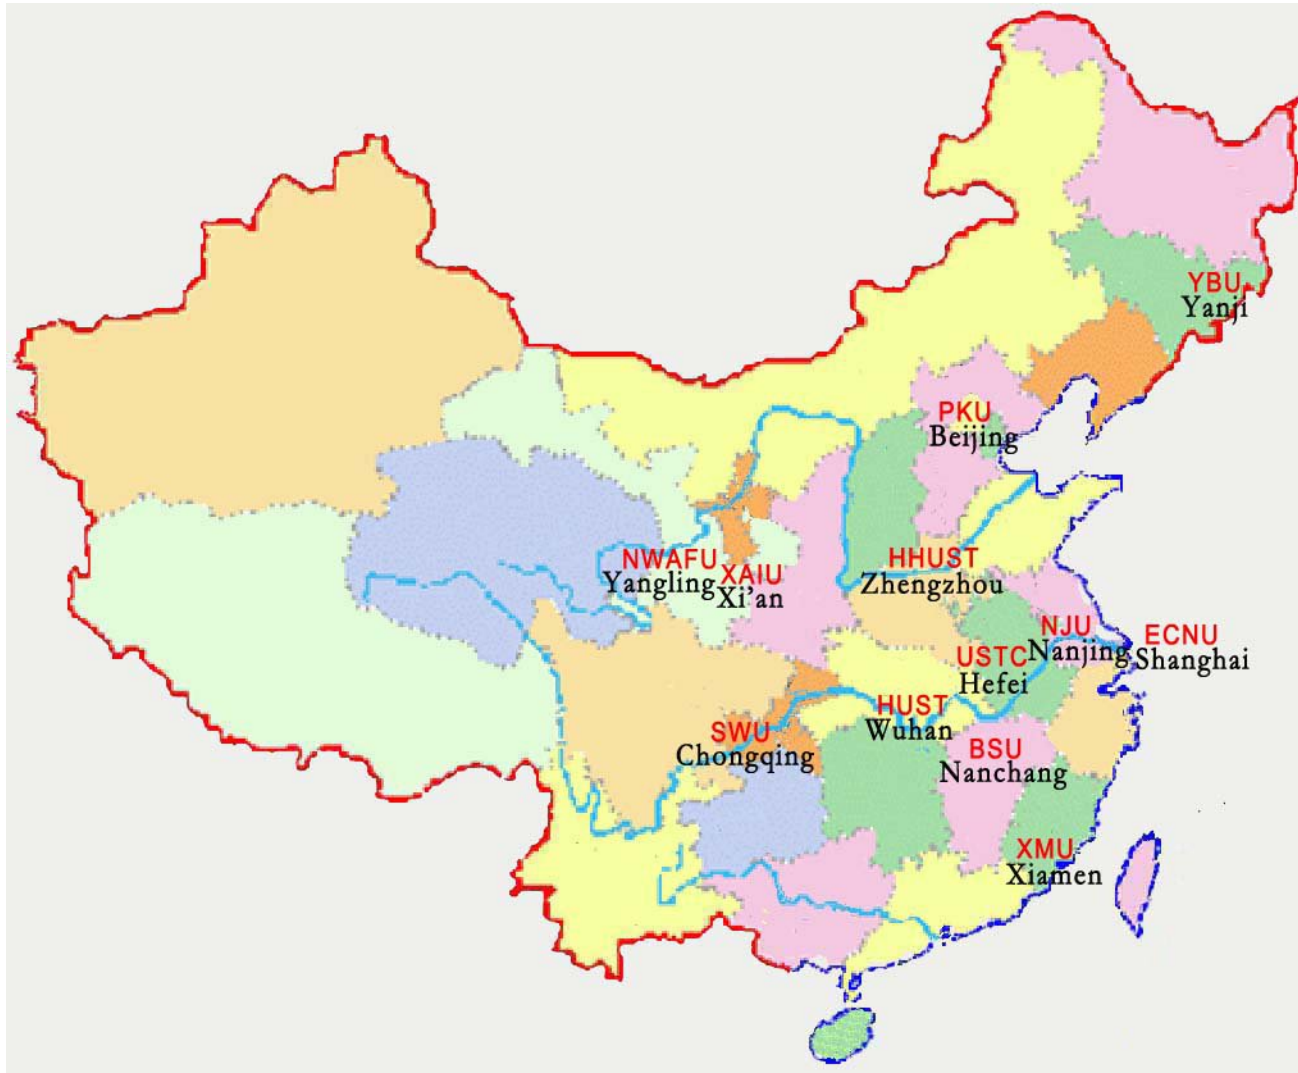 YBU
Yanji
PKU
Beijing
NWAFU
Yangling
XAIU
Xi'an
HHUST
Zhengzhou
NJU
Nanjing
ECNU
Shanghai
USTC
Hefei
HUST
Wuhan
SWU
Chongqing
BSU
Nanchang
XMU
Xiamen